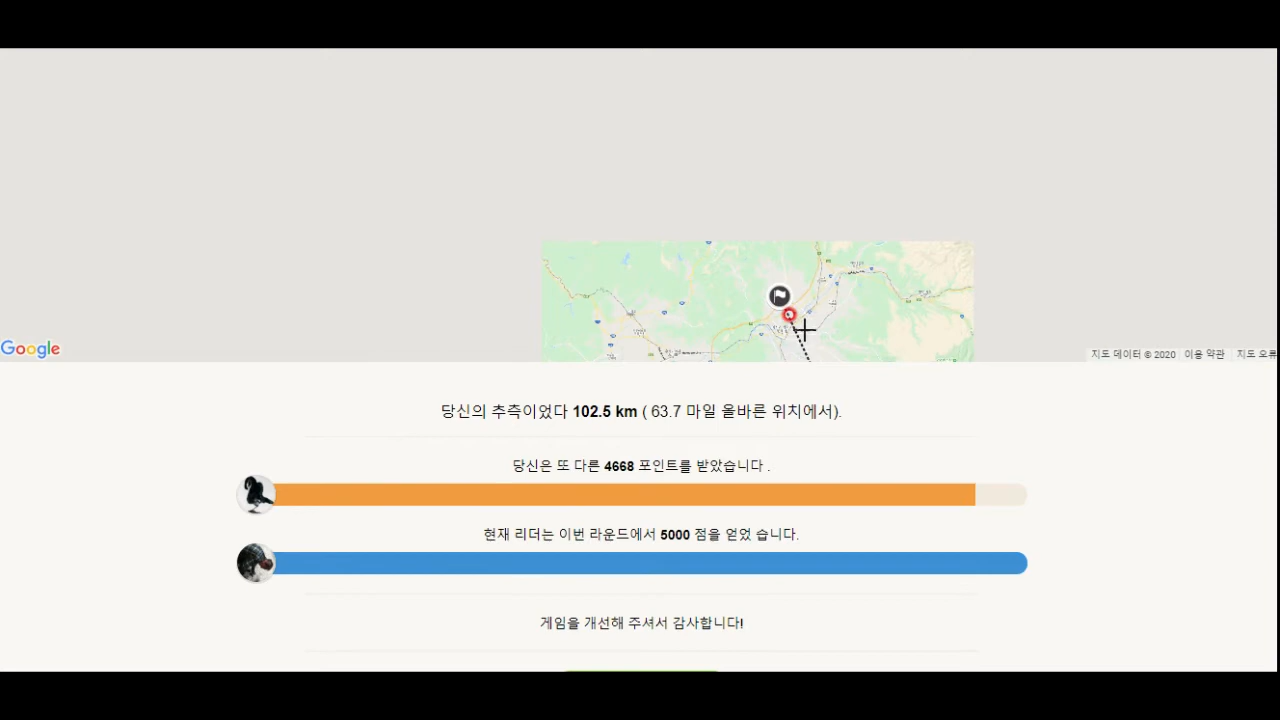 Google
지도 데이터 © 2020 이용 약관 지도 오류
당신의 추측이었다 102.5 km ( 63.7 마일 올바른 위치에서).
당신은 또 다른 4668 포인트를 받았습니다 .
현재 리더는 이번 라운드에서 5000 점을 얻었 습니다.
게임을 개선해 주셔서 감사합니다!